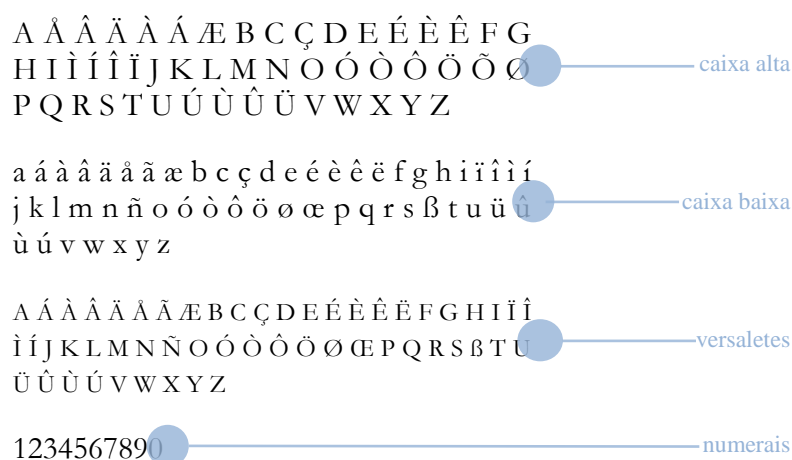 A Å Â Ä À Á Æ B C Ç D E É È Ê F G
H I Ì Í Î Ï J K L M N O Ó Ò Ô Ö Õ Ø
caixa alta
P Q R S T U Ú Ù Û Ü V W X Y Z
a á à â ä å ã æ b c ç d e é è ê ë f g h i ï î ì í
j k l m n ñ o ó ò ô ö ø œ p q r s ß t u ü û
caixa baixa
ù ú v w x y z
A Á À Â Ä Å Ã Æ B C Ç D E É È Ê Ë F G H I Ï Î
Ì Í J K L M N Ñ O Ó Ò Ô Ö Ø Œ P Q R S ß T U
versaletes
Ü Û Ù Ú V W X Y Z
1234567890
numerais